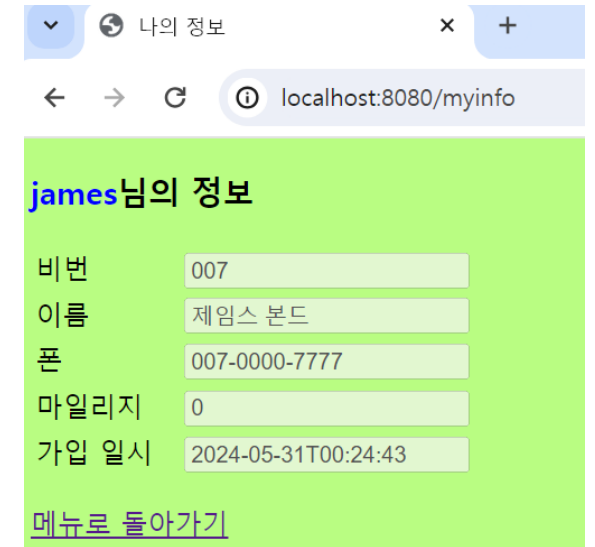 나의 정보
localhost:8080/myinfo
james님의 정보
비번 007
이름 제임스 본드
폰 007-0000-7777
마일리지 0
가입 일시 2024-05-31T00:24:43
메뉴로 돌아가기